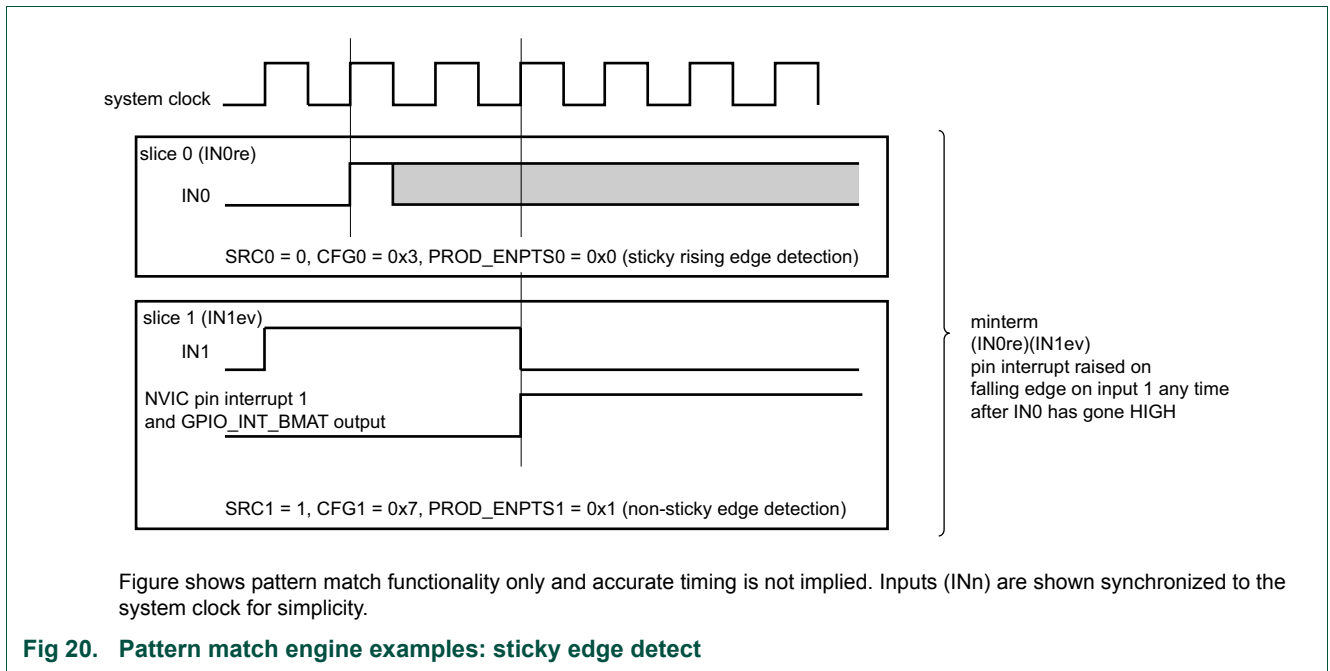 system clock
slice 0 (IN0re)
IN0
SRC0 = 0, CFG0 = 0x3, PROD_ENPTS0 = 0x0 (sticky rising edge detection)
slice 1 (IN1ev)
IN1
NVIC pin interrupt 1
and GPIO_INT_BMAT output
SRC1 = 1, CFG1 = 0x7, PROD_ENPTS1 = 0x1 (non-sticky edge detection)
minterm
(IN0re)(IN1ev)
pin interrupt raised on
falling edge on input 1 any time
after IN0 has gone HIGH
Figure shows pattern match functionality only and accurate timing is not implied. Inputs (INn) are shown synchronized to the
system clock for simplicity.
Fig 20. Pattern match engine examples: sticky edge detect